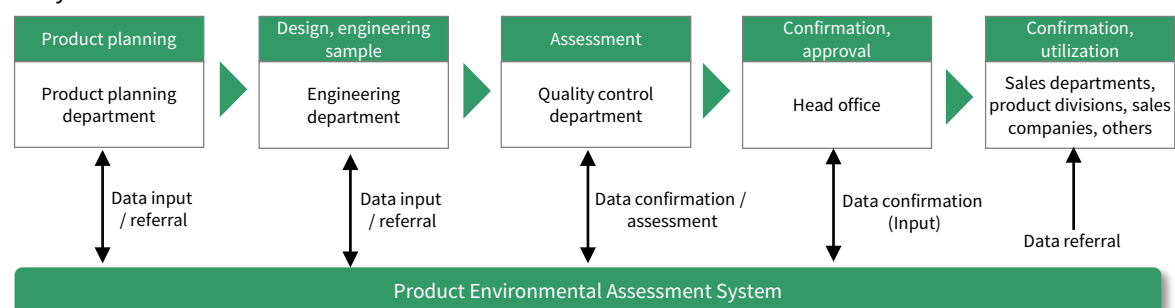 Product planning
Product planning
department
Design, engineering
sample
Engineering
department
Assessment
Quality control
department
Confirmation,
approval
Head office
Confirmation,
utilization
Sales departments,
product divisions, sales
companies, others
Data input
/ referral
Data input
/ referral
Data confirmation /
assessment
Data confirmation
(Input)
Data referral
Product Environmental Assessment System